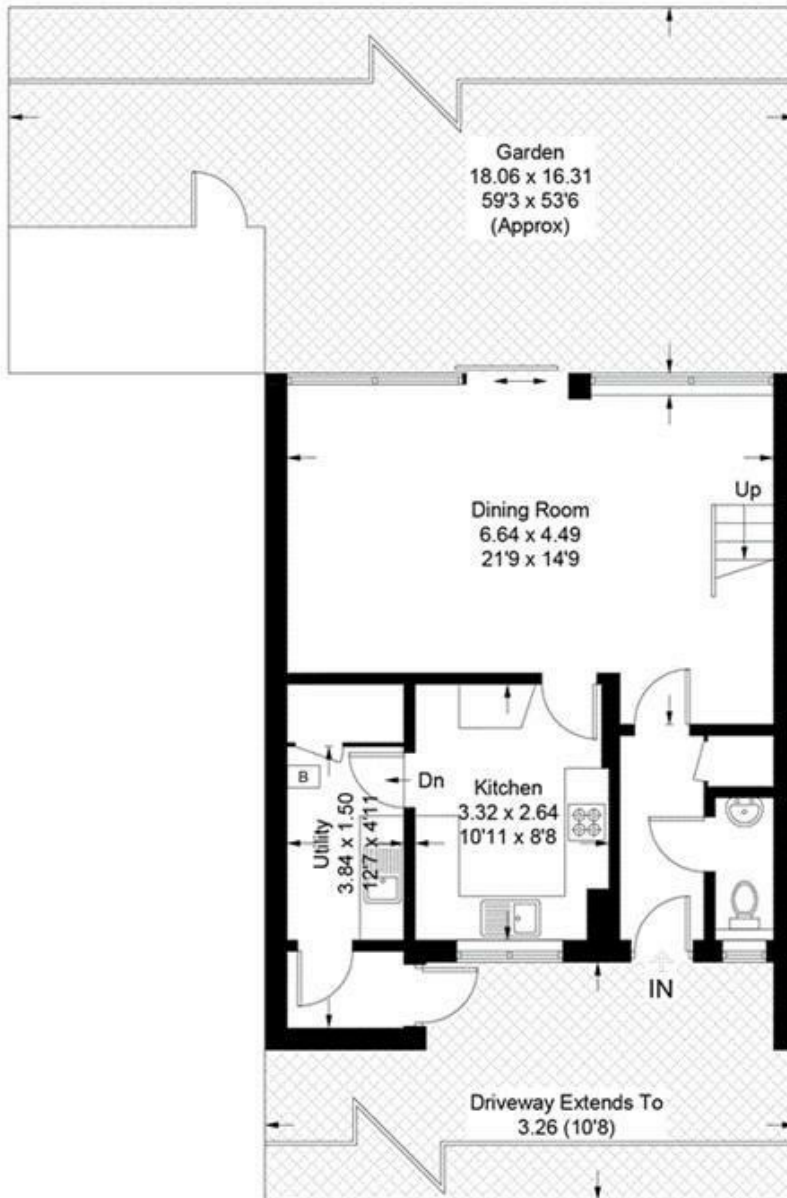 Garden
18.06 x 16.31
59'3 x 53'6
(Approx)
Dining Room
6.64 x 4.49
21'9 x 14'9
Up
B
Dn
Utility
3.84 x 1.50
12'7 x 4'11
Kitchen
3.32 x 2.64
10'11 x 8'8
IN
Driveway Extends To
3.26 (10'8)